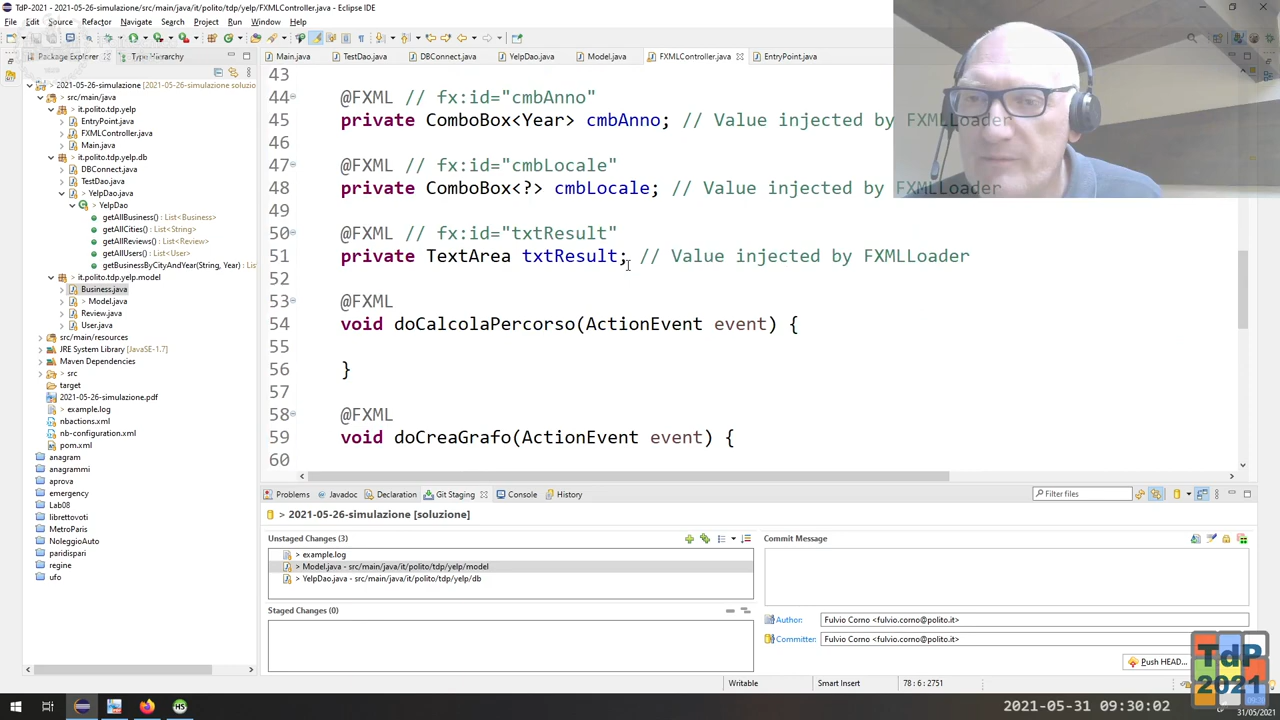 TdP-2021 - 2021-05-26-simulazione/src/main/java/it/polito/tdp/yelp/FXMLController.java - Eclipse IDE
File Edit Source Refactor Navigate Search Project Run Window Help
Package Explorer Type Hierarchy
Main.java TestDao.java DBConnect.java YelpDao.java Model.java FXMLController.java EntryPoint.java
2021-05-26-simulazione [2021-05-26-simulazione soluzio
src/main/java
it.polito.tdp.yelp
EntryPoint.java
FXMLController.java
Main.java
it.polito.tdp.yelp.db
DBConnect.java
TestDao.java
YelpDao.java
YelpDao
getAllBusiness() : List<Business>
getAllCities() : List<String>
getAllReviews() : List<Review>
getAllUsers() : List<User>
getBusinessByCityAndYear(String, Year) : List
it.polito.tdp.yelp.model
Business.java
> Model.java
Review.java
User.java
src/main/resources
JRE System Library [JavaSE-1.7]
Maven Dependencies
> src
target
2021-05-26-simulazione.pdf
> example.log
nbactions.xml
nb-configuration.xml
pom.xml
anagram
anagrammi
aprova
emergency
Lab08
librettovoti
MetroParis
NoleggioAuto
paridispari
regine
ufo
43
44 @FXML // fx:id="cmbAnno"
45 private ComboBox<Year> cmbAnno; // Value injected by FXMLLoader
46
47 @FXML // fx:id="cmbLocale"
48 private ComboBox<?> cmbLocale; // Value injected by FXMLLoader
49
50 @FXML // fx:id="txtResult"
51 private TextArea txtResult; // Value injected by FXMLLoader
52
53 @FXML
54 void doCalcolaPercorso(ActionEvent event) {
55
56 }
57
58 @FXML
59 void doCreaGrafo(ActionEvent event) {
60
Problems Javadoc Declaration Git Staging Console History
Filter files
> 2021-05-26-simulazione [soluzione]
Unstaged Changes (3)
> example.log
> Model.java - src/main/java/it/polito/tdp/yelp/model
> YelpDao.java - src/main/java/it/polito/tdp/yelp/db
Staged Changes (0)
Commit Message
Author: Fulvio Corno <fulvio.corno@polito.it>
Committer: Fulvio Corno <fulvio.corno@polito.it>
Push HEAD...
Writable Smart Insert 78 : 6 : 2751
TdP
2021
2021-05-31 09:30:02
31/05/2021